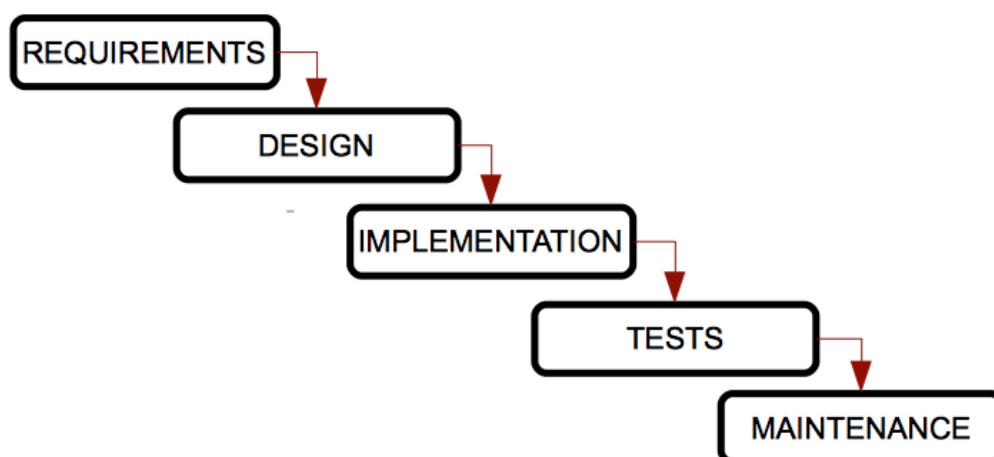 REQUIREMENTS
DESIGN
IMPLEMENTATION
TESTS
MAINTENANCE